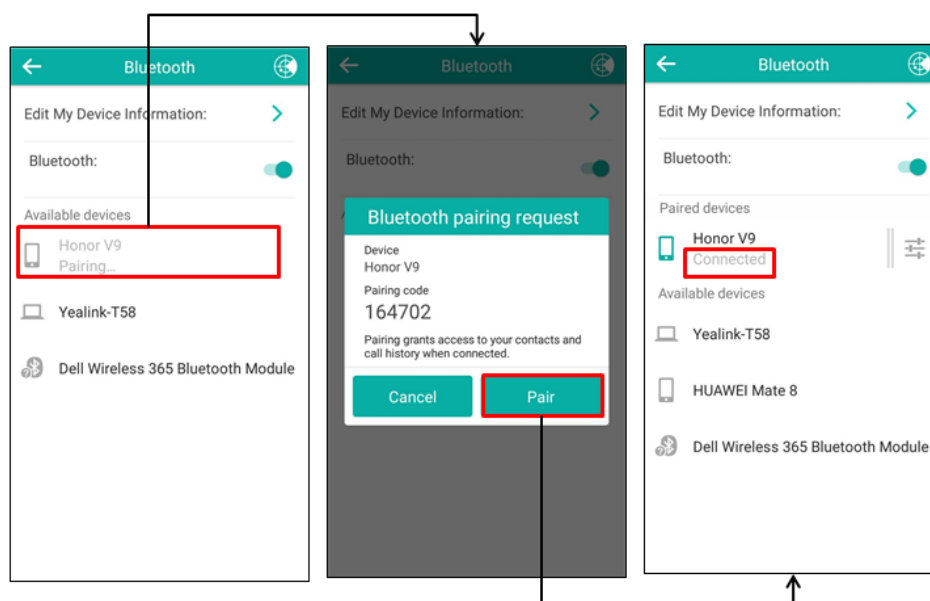 Bluetooth
Edit My Device Information:
Bluetooth:
Available devices
Honor V9
Pairing...
Yealink-T58
Dell Wireless 365 Bluetooth Module
Bluetooth
Edit My Device Information:
Bluetooth:
Bluetooth pairing request
Device
Honor V9
Pairing code
164702
Pairing grants access to your contacts and
call history when connected.
Cancel
Pair
Bluetooth
Edit My Device Information:
Bluetooth:
Paired devices
Honor V9
Connected
Available devices
Yealink-T58
HUAWEI Mate 8
Dell Wireless 365 Bluetooth Module